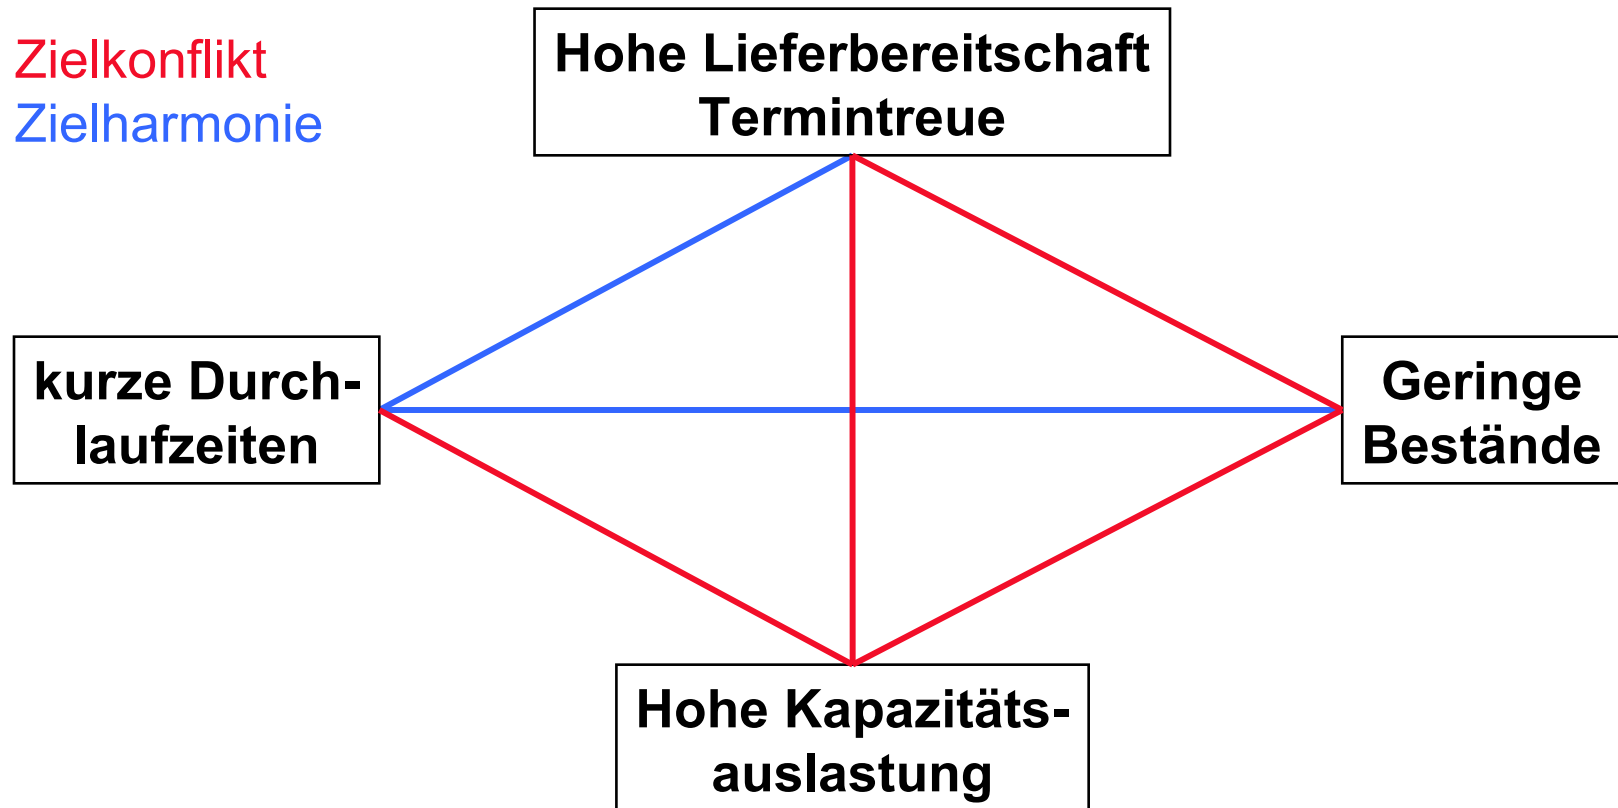 Zielkonflikt
Zielharmonie
Hohe Lieferbereitschaft
Termintreue
kurze Durch-
laufzeiten
Geringe
Bestände
Hohe Kapazitäts-
auslastung